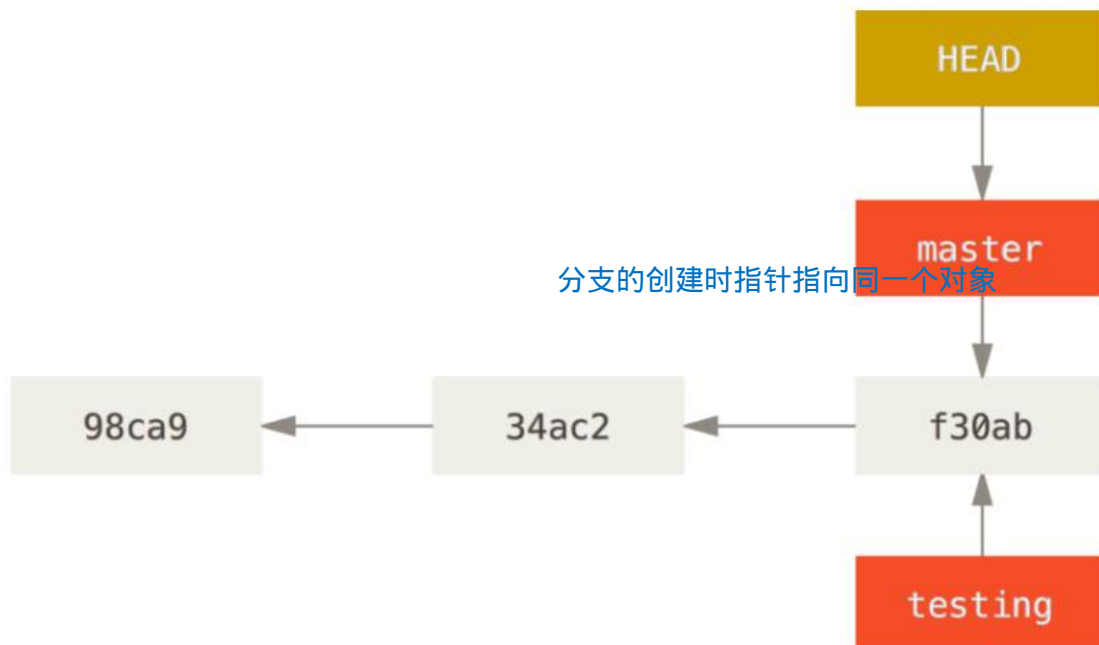 HEAD
master
分支的创建时指针指向同一个对象
98ca9
34ac2
f30ab
testing